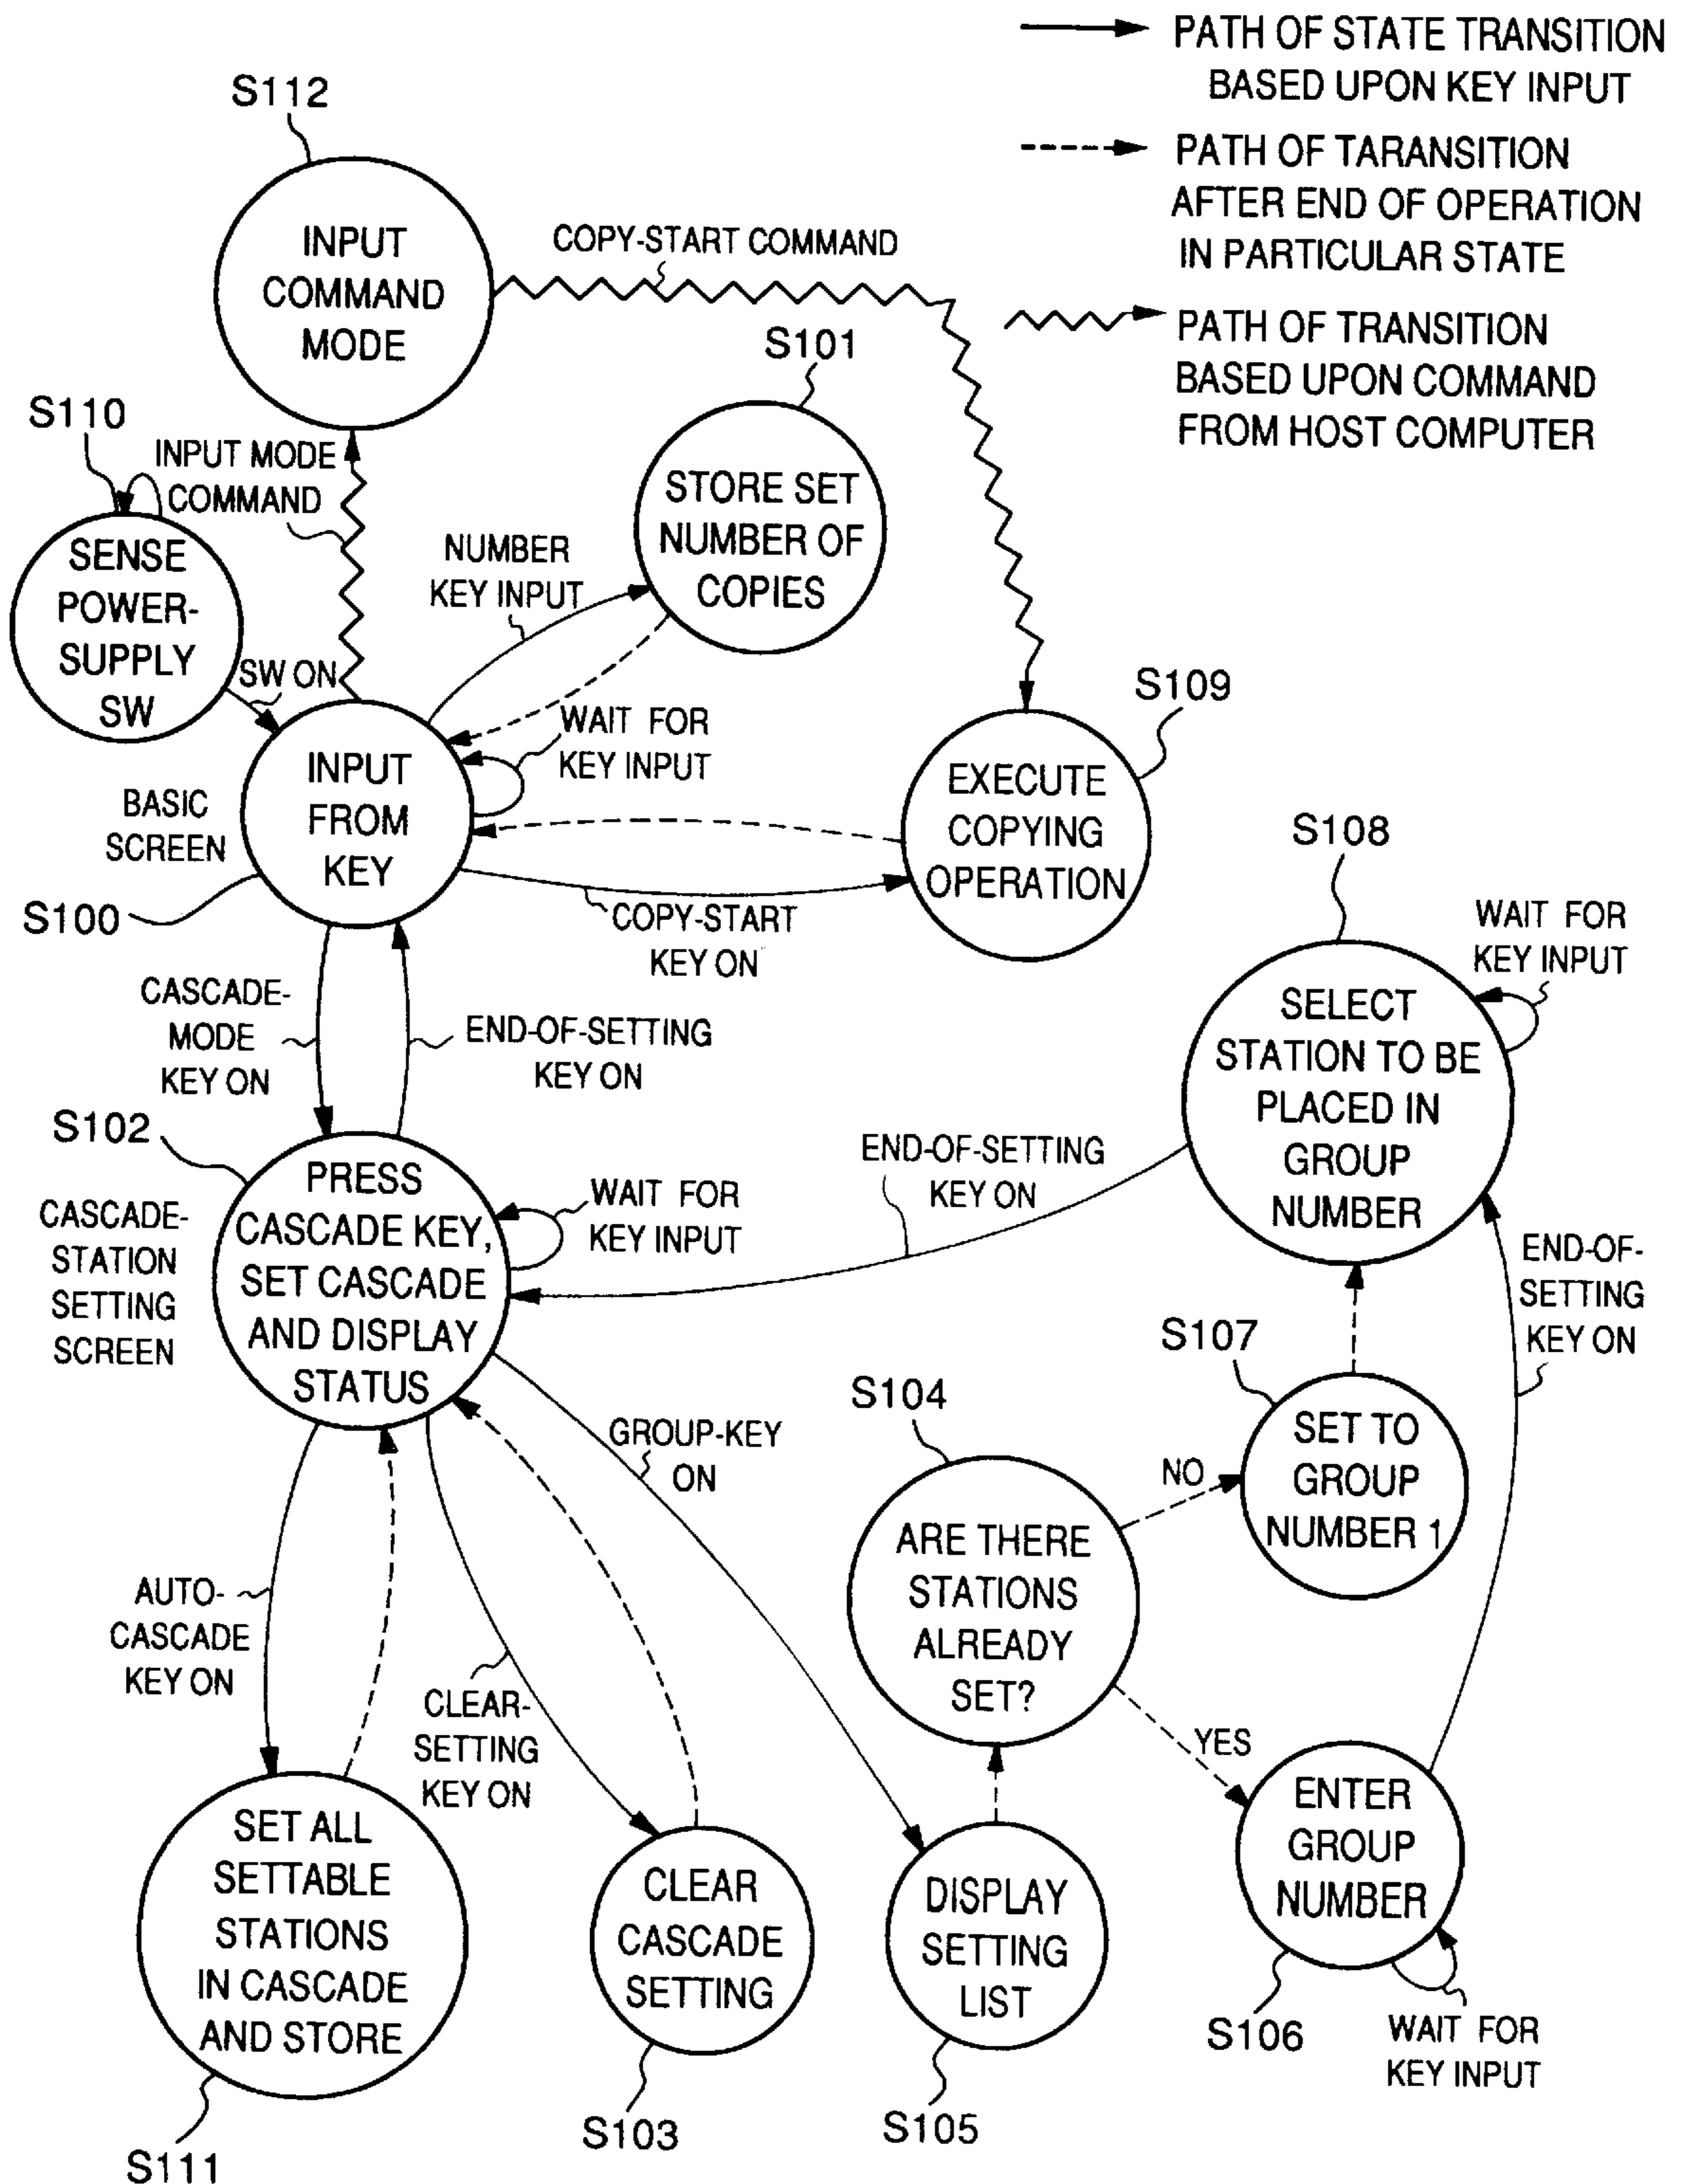 PATH OF STATE TRANSITION
BASED UPON KEY INPUT
PATH OF TARANSITION
AFTER END OF OPERATION
IN PARTICULAR STATE
PATH OF TRANSITION
BASED UPON COMMAND
FROM HOST COMPUTER
S112
INPUT
COMMAND
MODE
COPY-START COMMAND
S101
STORE SET
NUMBER OF
COPIES
S110
INPUT MODE
COMMAND
SENSE
POWER-
SUPPLY
SW
SW ON
NUMBER
KEY INPUT
WAIT FOR
KEY INPUT
S109
EXECUTE
COPYING
OPERATION
BASIC
SCREEN
INPUT
FROM
KEY
S100
COPY-START
KEY ON
S108
WAIT FOR
KEY INPUT
SELECT
STATION TO BE
PLACED IN
GROUP
NUMBER
CASCADE-
MODE
KEY ON
END-OF-SETTING
KEY ON
S102
CASCADE-
STATION
SETTING
SCREEN
PRESS
CASCADE KEY,
SET CASCADE
AND DISPLAY
STATUS
WAIT FOR
KEY INPUT
END-OF-SETTING
KEY ON
END-OF-
SETTING
KEY ON
S107
SET TO
GROUP
NUMBER 1
S104
NO
ARE THERE
STATIONS
ALREADY
SET?
YES
GROUP-KEY
ON
AUTO-
CASCADE
KEY ON
CLEAR-
SETTING
KEY ON
SET ALL
SETTABLE
STATIONS
IN CASCADE
AND STORE
S111
CLEAR
CASCADE
SETTING
S103
DISPLAY
SETTING
LIST
S105
ENTER
GROUP
NUMBER
S106
WAIT FOR
KEY INPUT